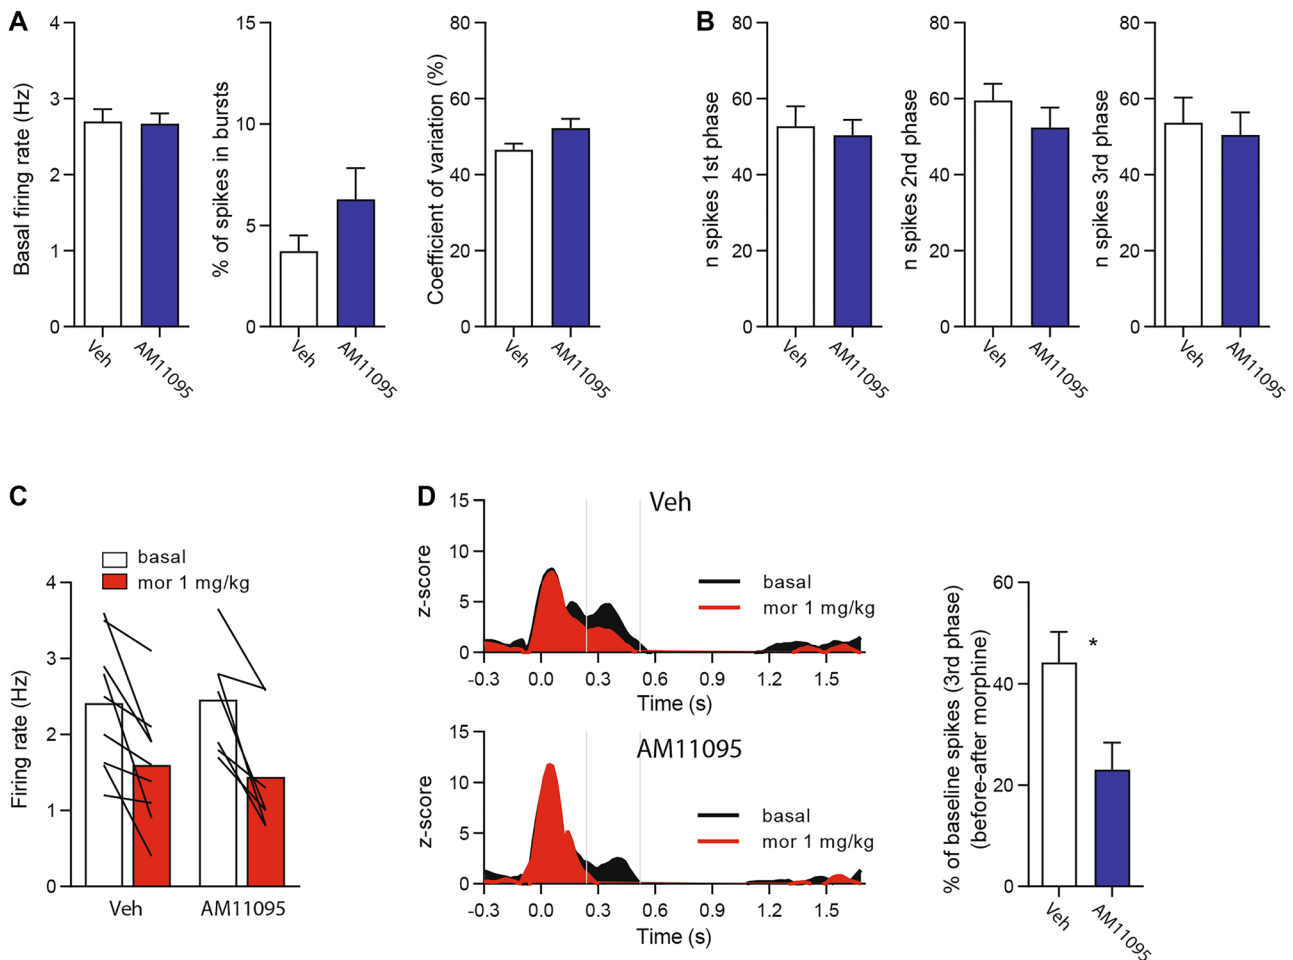 A
Basal firing rate (Hz)
4
3
2
1
0
Veh
AM11095
% of spikes in bursts
15
10
5
0
Veh
AM11095
Coefficient of variation (%)
80
60
40
20
0
Veh
AM11095
B
n spikes 1st phase
80
60
40
20
0
Veh
AM11095
n spikes 2nd phase
80
60
40
20
0
Veh
AM11095
n spikes 3rd phase
80
60
40
20
0
Veh
AM11095
C
basal
mor 1 mg/kg
Firing rate (Hz)
4
3
2
1
0
Veh
AM11095
D
Veh
z-score
15
10
5
0
basal
mor 1 mg/kg
-0.3 0.0 0.3 0.6 0.9 1.2 1.5
Time (s)
AM11095
z-score
15
10
5
0
basal
mor 1 mg/kg
-0.3 0.0 0.3 0.6 0.9 1.2 1.5
Time (s)
% of baseline spikes (3rd phase)
(before-after morphine)
60
40
20
0
*
Veh
AM11095